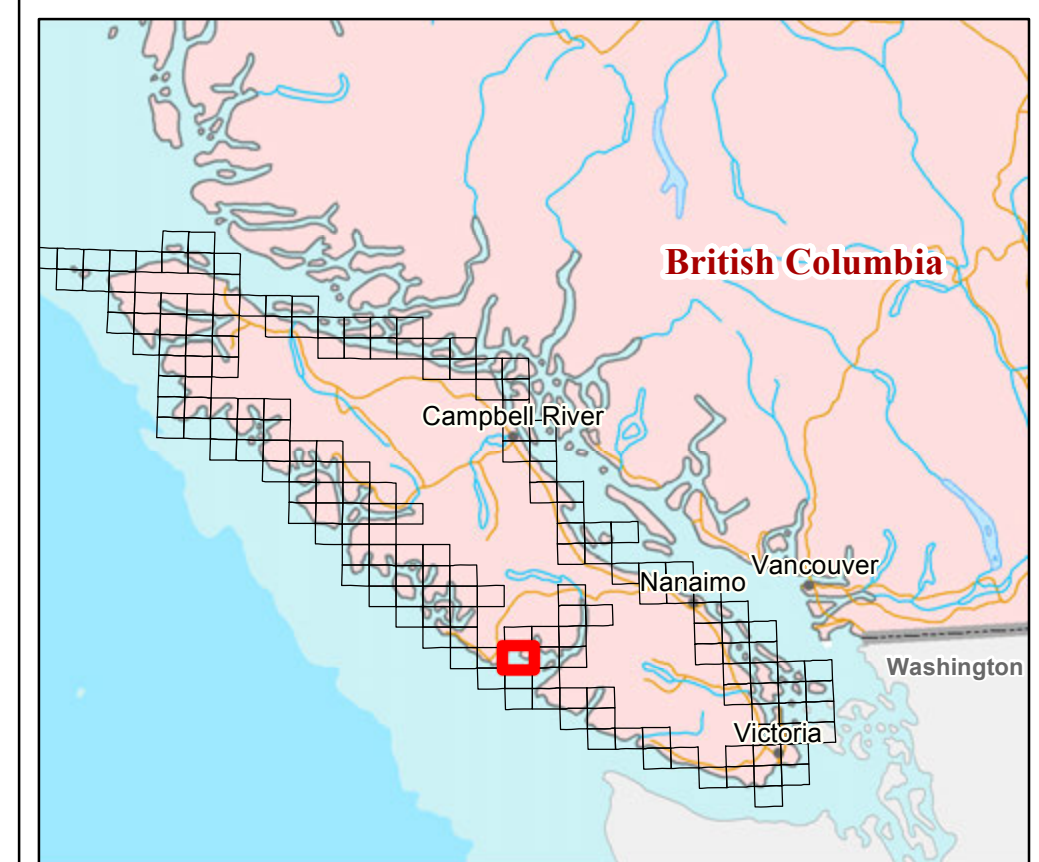 British Columbia
Campbell River
Vancouver
Nanaimo
Washington
Victoria